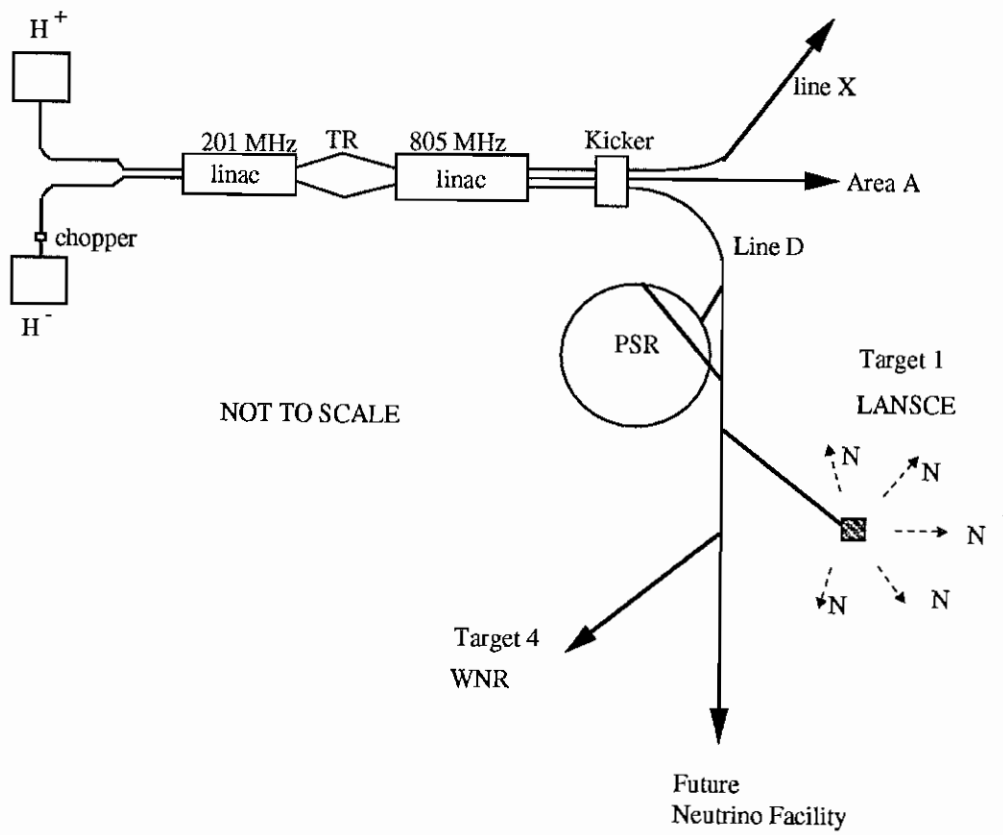 H+
line X
201 MHz
TR
805 MHz
Kicker
linac
linac
Area A
chopper
Line D
H-
PSR
Target 1
LANSCE
NOT TO SCALE
N
N
N
N
N
Target 4
WNR
Future
Neutrino Facility